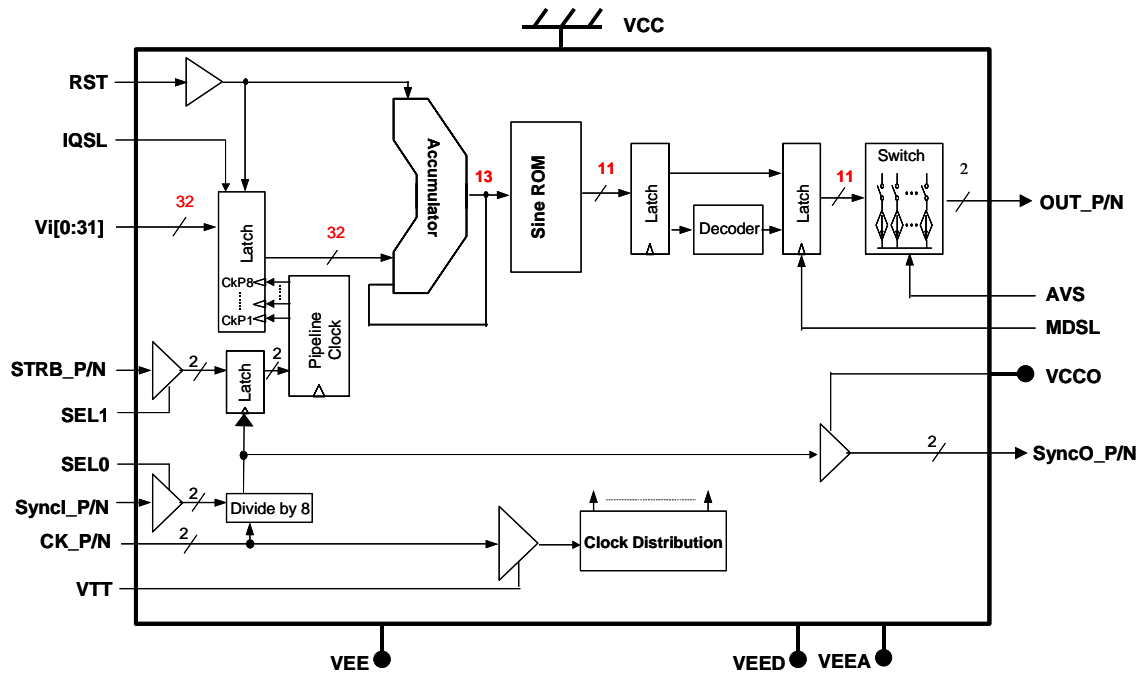 VCC
RST
IQSL
Vi[0:31]
32
Latch
CkP8
CkP1
32
Pipeline Clock
Accumulator
13
Sine ROM
11
Latch
Decoder
Latch
11
Switch
2
OUT_P/N
AVS
MDSL
STRB_P/N
2
Latch
2
SEL1
VCCO
SEL0
SyncI_P/N
2
Divide by 8
2
SyncO_P/N
CK_P/N
2
Clock Distribution
VTT
VEE
VEED
VEEA